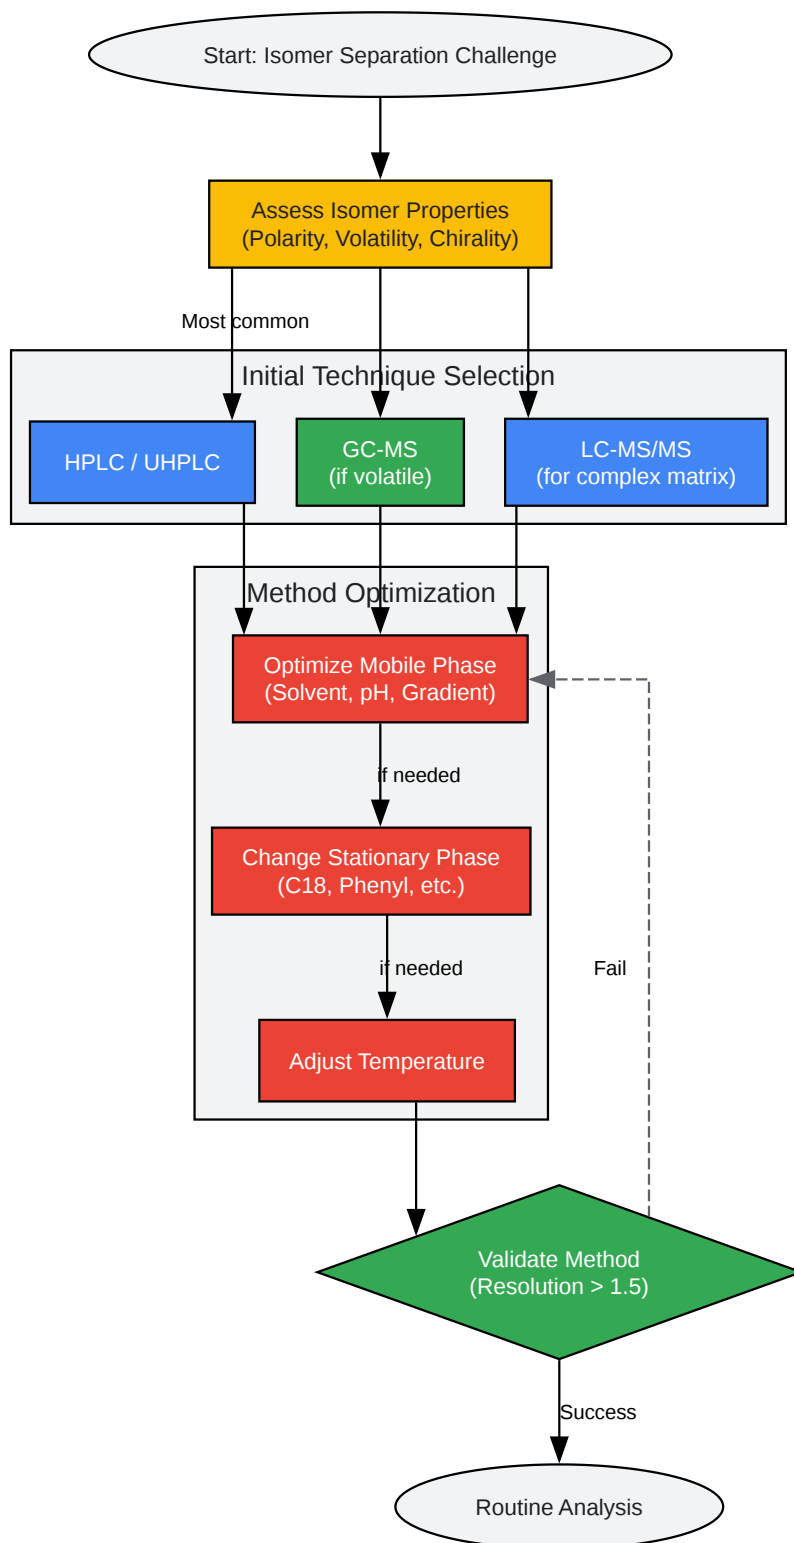 Start: Isomer Separation Challenge
Assess Isomer Properties
(Polarity, Volatility, Chirality)
Most common
Initial Technique Selection
HPLC / UHPLC
GC-MS
(if volatile)
LC-MS/MS
(for complex matrix)
Method Optimization
Optimize Mobile Phase
(Solvent, pH, Gradient)
if needed
Change Stationary Phase
(C18, Phenyl, etc.)
if needed
Fail
Adjust Temperature
Validate Method
(Resolution > 1.5)
Success
Routine Analysis